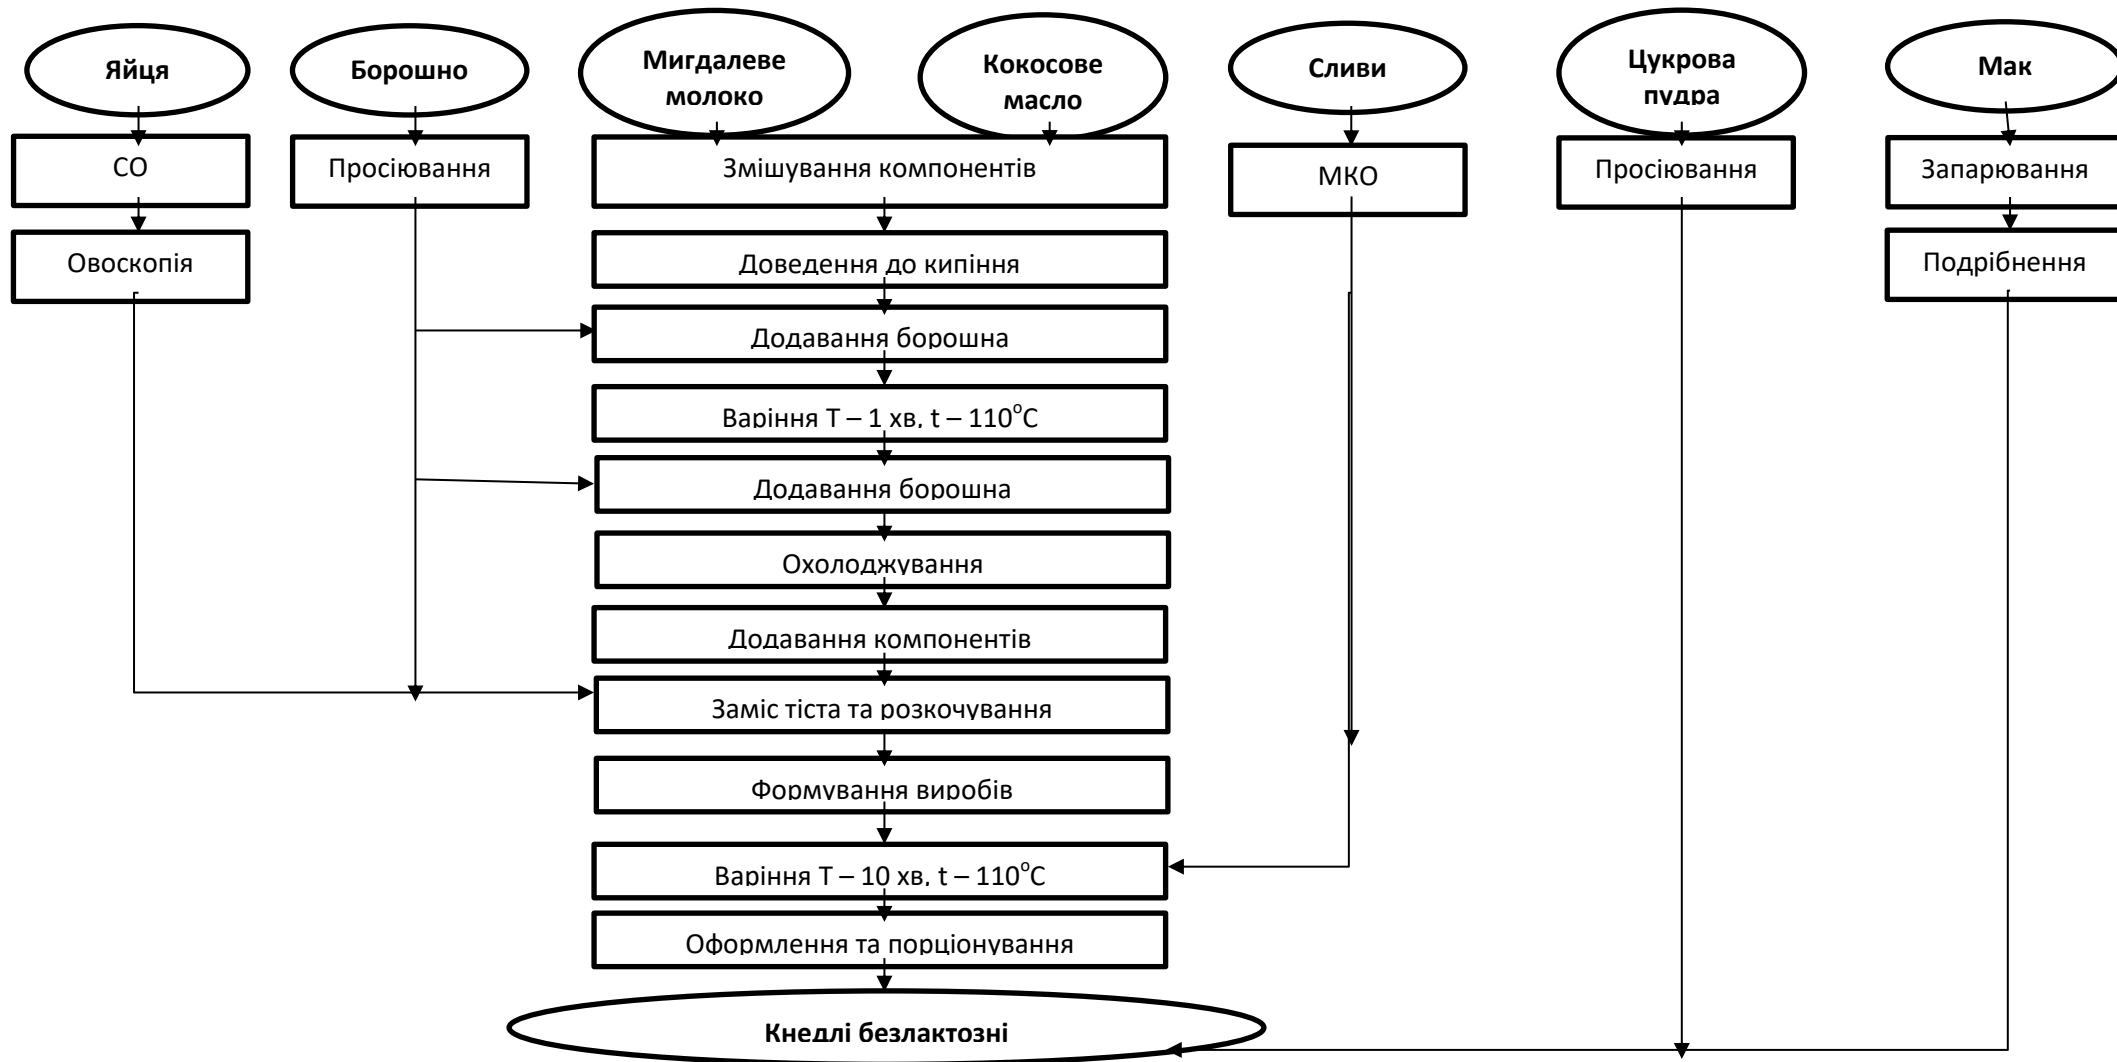 Яйця
Борошно
Мигдалеве
молоко
Кокосове
масло
Сливи
Цукрова
пудра
Мак
СО
Просіювання
Змішування компонентів
МКО
Просіювання
Запарювання
Овоскопія
Доведення до кипіння
Подрібнення
Додавання борошна
Варіння Т – 1 хв, t – 110°С
Додавання борошна
Охолоджування
Додавання компонентів
Заміс тіста та розкочування
Формування виробів
Варіння Т – 10 хв, t – 110°С
Оформлення та порціонування
Кнедлі безлактозні